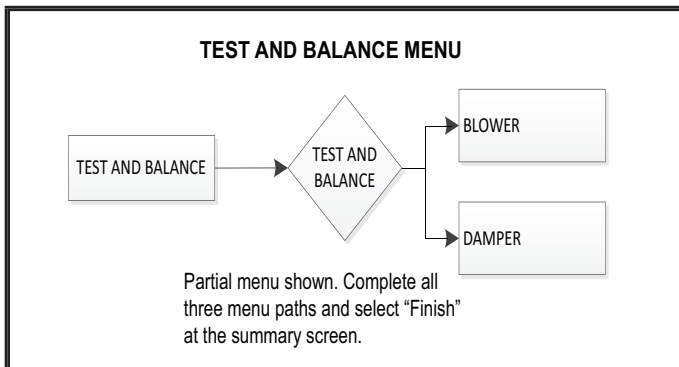 TEST AND BALANCE MENU
TEST AND BALANCE
TEST AND
BALANCE
BLOWER
DAMPER
Partial menu shown. Complete all
three menu paths and select “Finish”
at the summary screen.